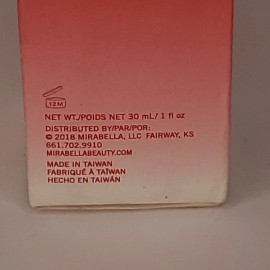 12M
NET WT./POIDS NET 30 mL/ 1 fl oz
DISTRIBUTED BY/PAR/POR:
© 2018 MIRABELLA, LLC FAIRWAY, KS
661.702.9910
MIRABELLABEAUTY.COM
MADE IN TAIWAN
FABRIQUÉ À TAÏWAN
HECHO EN TAIWÁN